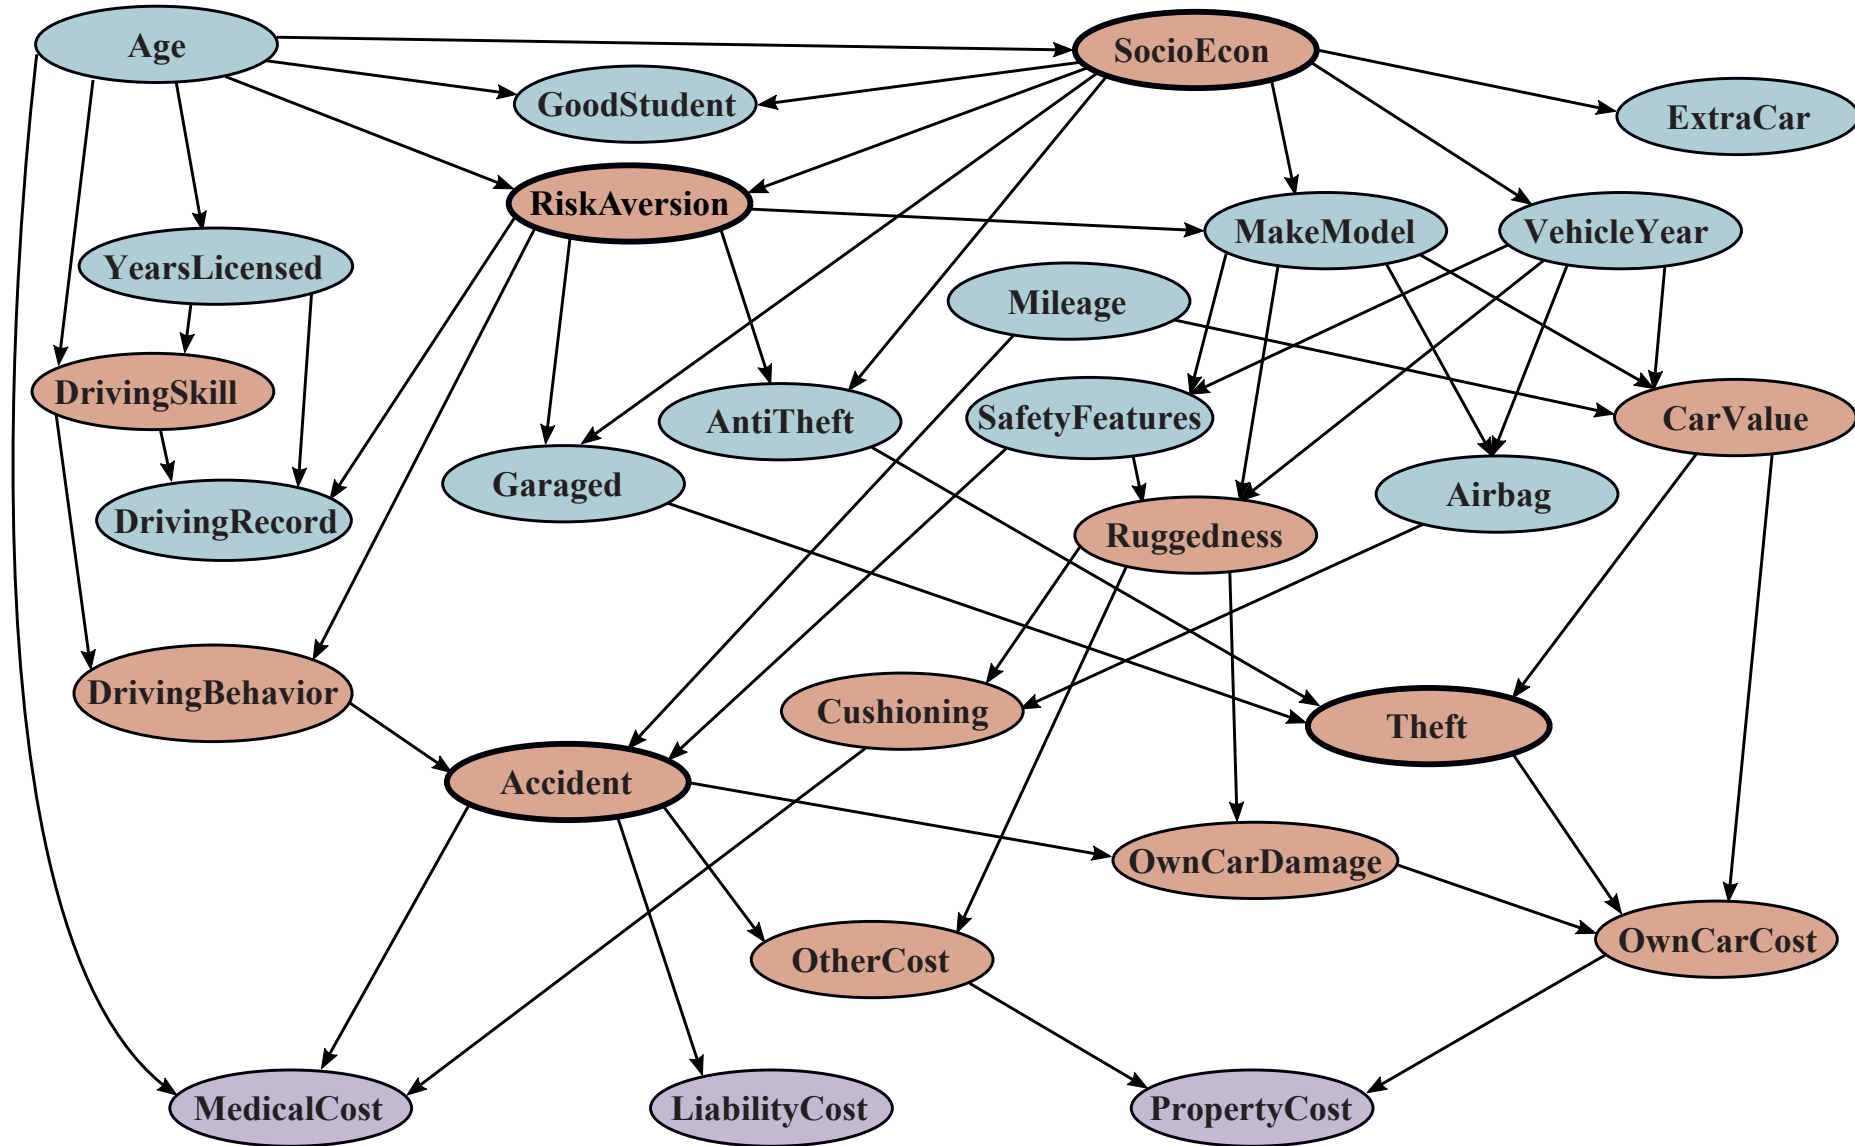 Age
SocioEcon
GoodStudent
ExtraCar
RiskAversion
MakeModel
VehicleYear
YearsLicensed
Mileage
DrivingSkill
AntiTheft
SafetyFeatures
CarValue
Garaged
Airbag
DrivingRecord
Ruggedness
DrivingBehavior
Cushioning
Theft
Accident
OwnCarDamage
OtherCost
OwnCarCost
MedicalCost
LiabilityCost
PropertyCost